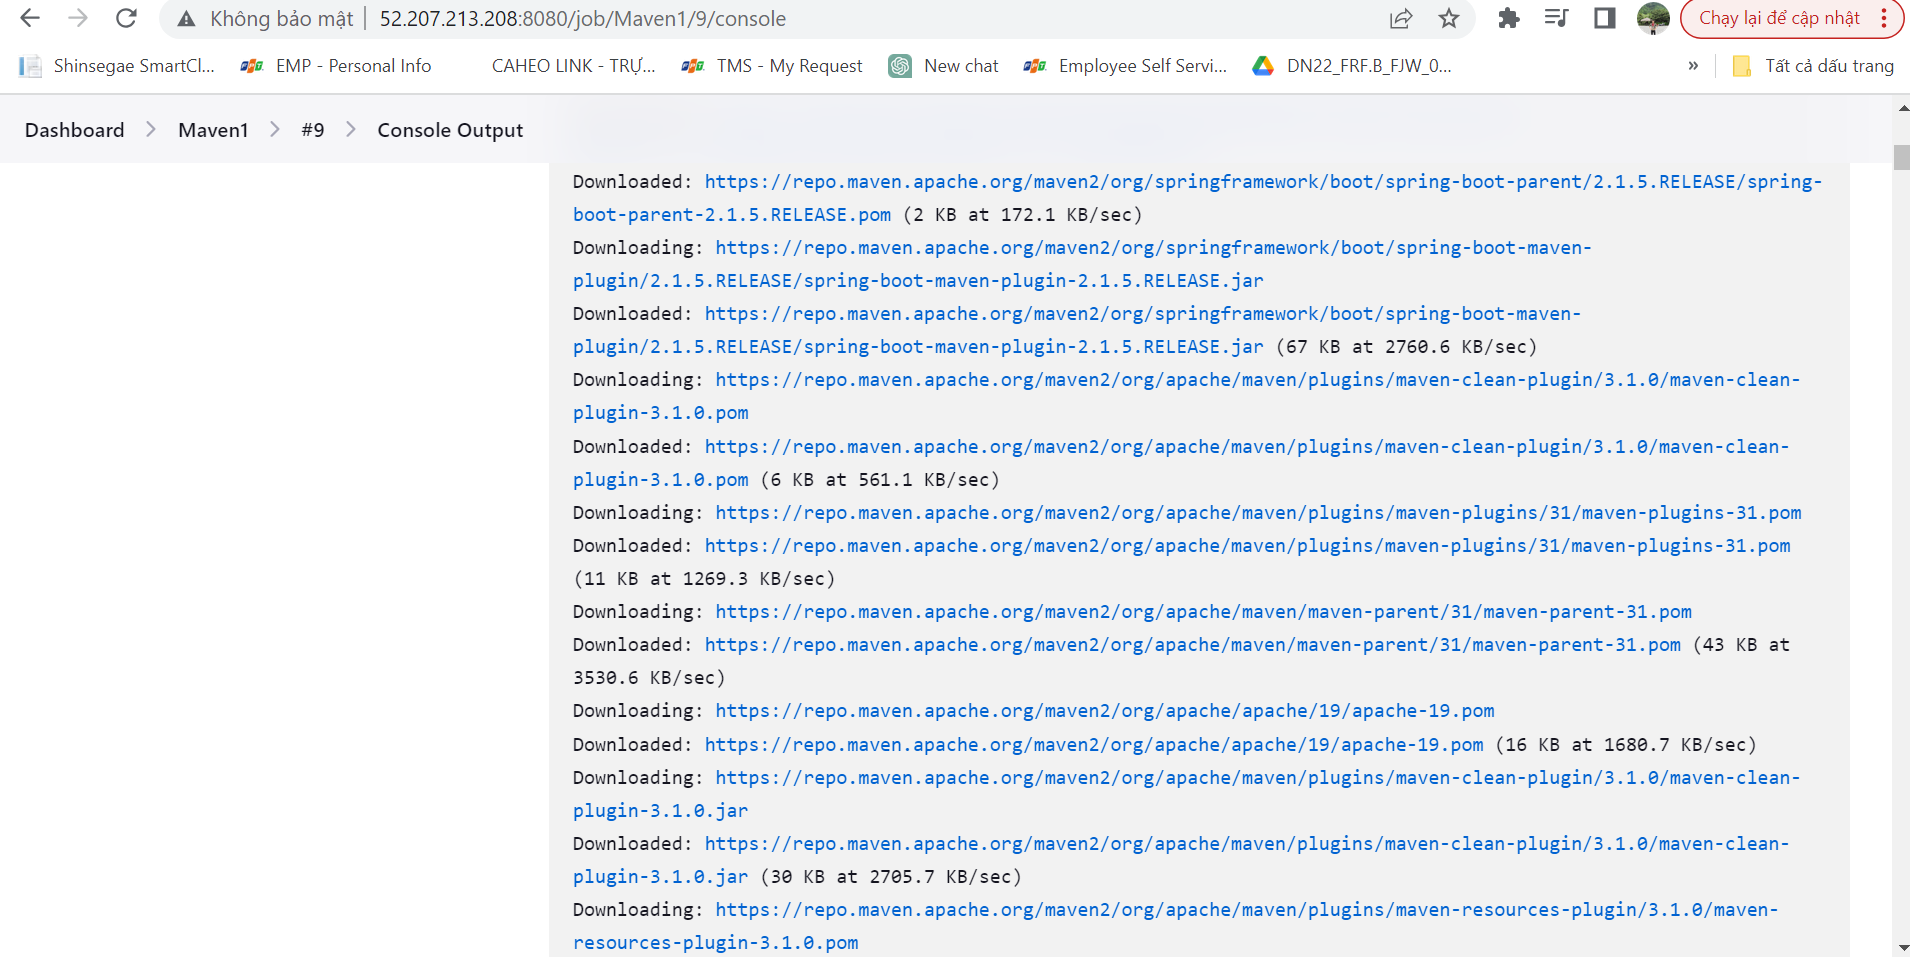 Không bảo mật | 52.207.213.208:8080/job/Maven1/9/console
Chạy lại để cập nhật
Shinsegae SmartCl...
EMP - Personal Info
CAHEO LINK - TRỰ...
TMS - My Request
New chat
Employee Self Servi...
DN22_FRF.B_FJW_0...
»
Tất cả dấu trang
Dashboard > Maven1 > #9 > Console Output
Downloaded: https://repo.maven.apache.org/maven2/org/springframework/boot/spring-boot-parent/2.1.5.RELEASE/spring-
boot-parent-2.1.5.RELEASE.pom (2 KB at 172.1 KB/sec)
Downloading: https://repo.maven.apache.org/maven2/org/springframework/boot/spring-boot-maven-
plugin/2.1.5.RELEASE/spring-boot-maven-plugin-2.1.5.RELEASE.jar
Downloaded: https://repo.maven.apache.org/maven2/org/springframework/boot/spring-boot-maven-
plugin/2.1.5.RELEASE/spring-boot-maven-plugin-2.1.5.RELEASE.jar (67 KB at 2760.6 KB/sec)
Downloading: https://repo.maven.apache.org/maven2/org/apache/maven/plugins/maven-clean-plugin/3.1.0/maven-clean-
plugin-3.1.0.pom
Downloaded: https://repo.maven.apache.org/maven2/org/apache/maven/plugins/maven-clean-plugin/3.1.0/maven-clean-
plugin-3.1.0.pom (6 KB at 561.1 KB/sec)
Downloading: https://repo.maven.apache.org/maven2/org/apache/maven/plugins/maven-plugins/31/maven-plugins-31.pom
Downloaded: https://repo.maven.apache.org/maven2/org/apache/maven/plugins/maven-plugins/31/maven-plugins-31.pom
(11 KB at 1269.3 KB/sec)
Downloading: https://repo.maven.apache.org/maven2/org/apache/maven/maven-parent/31/maven-parent-31.pom
Downloaded: https://repo.maven.apache.org/maven2/org/apache/maven/maven-parent/31/maven-parent-31.pom (43 KB at
3530.6 KB/sec)
Downloading: https://repo.maven.apache.org/maven2/org/apache/apache/19/apache-19.pom
Downloaded: https://repo.maven.apache.org/maven2/org/apache/apache/19/apache-19.pom (16 KB at 1680.7 KB/sec)
Downloading: https://repo.maven.apache.org/maven2/org/apache/maven/plugins/maven-clean-plugin/3.1.0/maven-clean-
plugin-3.1.0.jar
Downloaded: https://repo.maven.apache.org/maven2/org/apache/maven/plugins/maven-clean-plugin/3.1.0/maven-clean-
plugin-3.1.0.jar (30 KB at 2705.7 KB/sec)
Downloading: https://repo.maven.apache.org/maven2/org/apache/maven/plugins/maven-resources-plugin/3.1.0/maven-
resources-plugin-3.1.0.pom